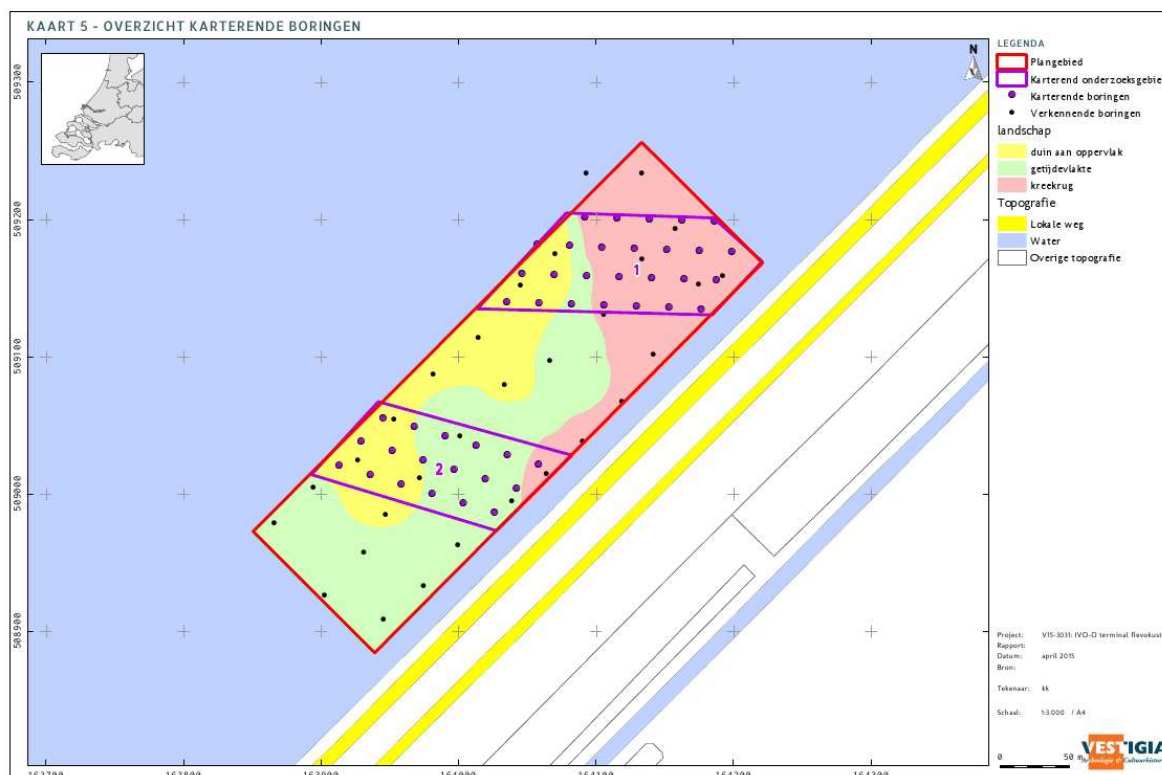 KAART 5 - OVERZICHT KARTERENDE BORINGEN
N
LEGENDA
Plangebied
Karterend onderzoeksgebie
Karterende boringen
Verkennende boringen
landschap
duin aan oppervlak
getijdevlakte
kreekrug
Topografie
Lokale weg
Water
Overige topografie
509300
509200
509100
509000
508900
1
2
Project: V15-3031: IVO-O terminal flevokust
Rapport:
Datum: april 2015
Bron:
Tekenaar: kk
Schaal: 1:3.000 / A4
0 50 m
VESTIGIA
163700 163800